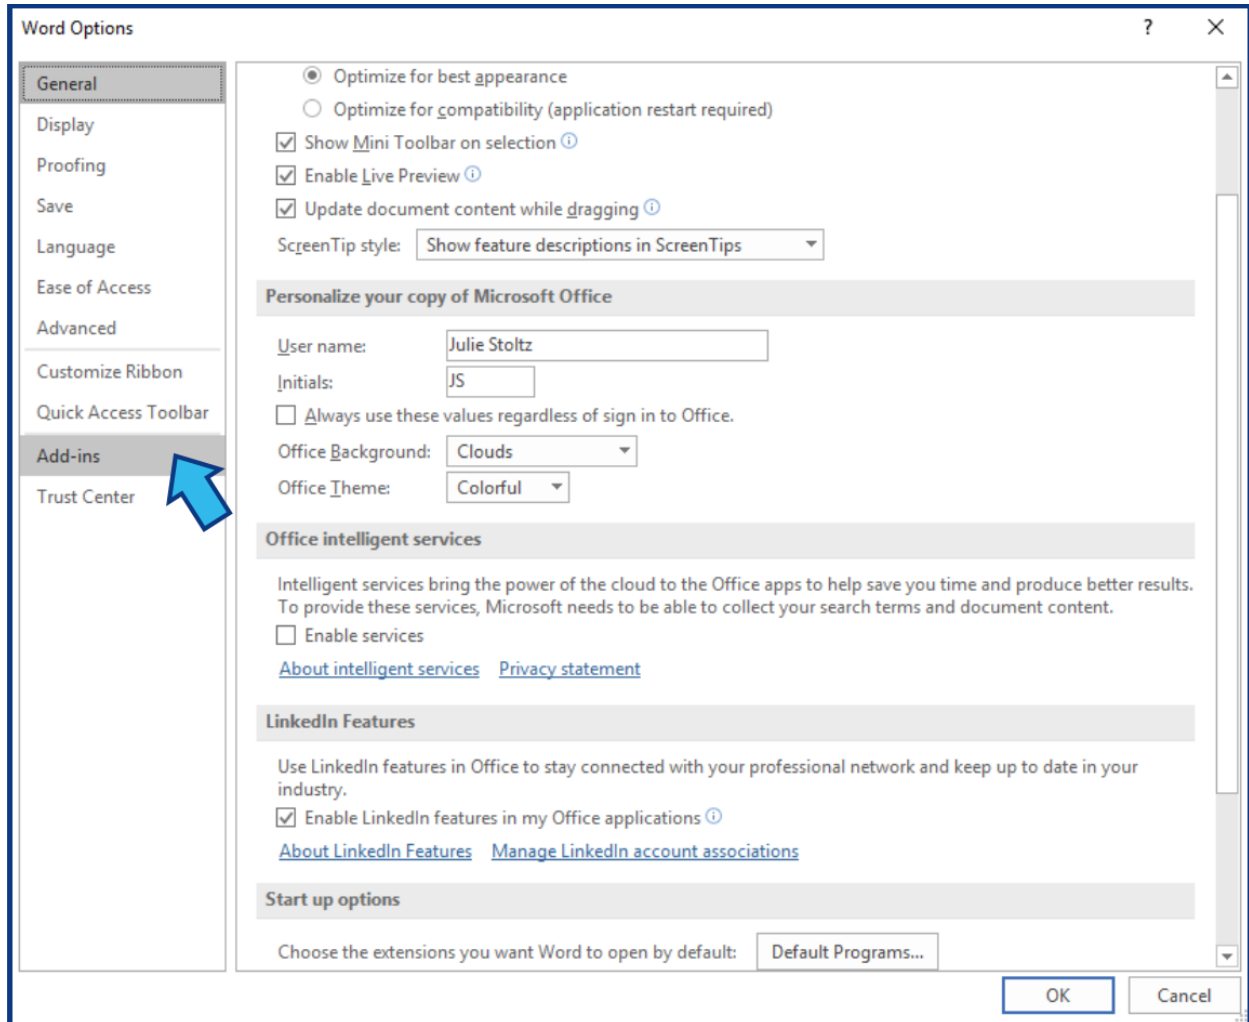 Word Options
?
General
Display
Proofing
Save
Language
Ease of Access
Advanced
Customize Ribbon
Quick Access Toolbar
Add-ins
Trust Center
Optimize for best appearance
Optimize for compatibility (application restart required)
Show Mini Toolbar on selection
Enable Live Preview
Update document content while dragging
ScreenTip style: Show feature descriptions in ScreenTips
Personalize your copy of Microsoft Office
User name: Julie Stoltz
Initials: JS
Always use these values regardless of sign in to Office.
Office Background: Clouds
Office Theme: Colorful
Office intelligent services
Intelligent services bring the power of the cloud to the Office apps to help save you time and produce better results.
To provide these services, Microsoft needs to be able to collect your search terms and document content.
Enable services
About intelligent services Privacy statement
LinkedIn Features
Use LinkedIn features in Office to stay connected with your professional network and keep up to date in your
industry.
Enable LinkedIn features in my Office applications
About LinkedIn Features Manage LinkedIn account associations
Start up options
Choose the extensions you want Word to open by default: Default Programs...
OK Cancel